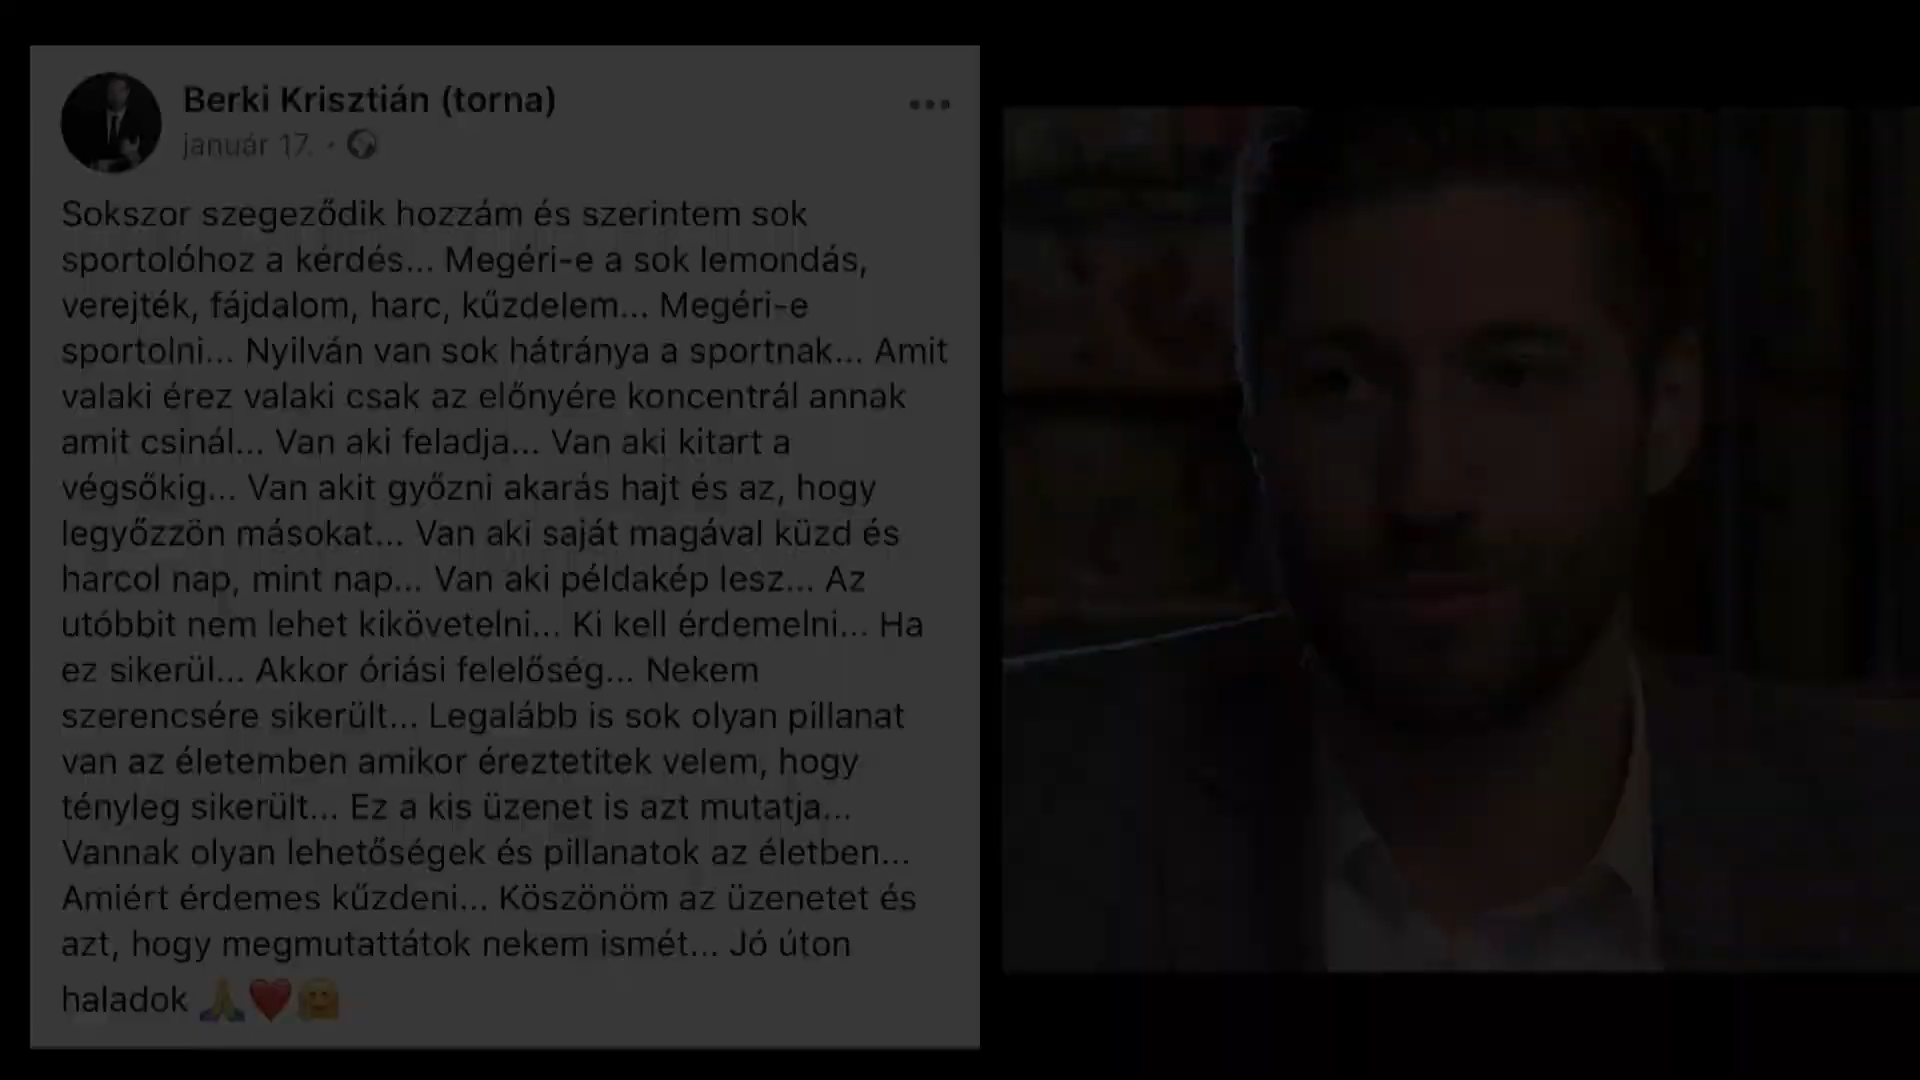 Berki Krisztián (torna)
január 17. ·
Sokszor szegeződik hozzám és szerintem sok
sportolóhoz a kérdés... Megéri-e a sok lemondás,
verejték, fájdalom, harc, kűzdelem... Megéri-e
sportolni... Nyilván van sok hátránya a sportnak... Amit
valaki érez valaki csak az előnyére koncentrál annak
amit csinál... Van aki feladja... Van aki kitart a
végsőkig... Van akit győzni akarás hajt és az, hogy
legyőzzön másokat... Van aki saját magával küzd és
harcol nap, mint nap... Van aki példakép lesz... Az
utóbbit nem lehet kikövetelni... Ki kell érdemelni... Ha
ez sikerül... Akkor óriási felelőség... Nekem
szerencsére sikerült... Legalább is sok olyan pillanat
van az életemben amikor éreztetitek velem, hogy
tényleg sikerült... Ez a kis üzenet is azt mutatja...
Vannak olyan lehetőségek és pillanatok az életben...
Amiért érdemes kűzdeni... Köszönöm az üzenetet és
azt, hogy megmutattátok nekem ismét... Jó úton
haladok 🙏❤️🤗